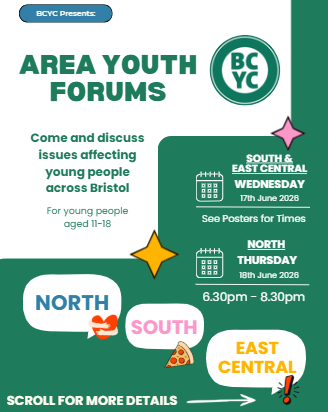 BCYC Presents:
AREA YOUTH
FORUMS
BC
YC
Come and discuss
issues affecting
young people
across Bristol
For young people
aged 11-18
SOUTH &
EAST CENTRAL
WEDNESDAY
17th June 2026
See Posters for Times
NORTH
THURSDAY
18th June 2026
6.30pm - 8.30pm
NORTH
SOUTH
EAST
CENTRAL
SCROLL FOR MORE DETAILS